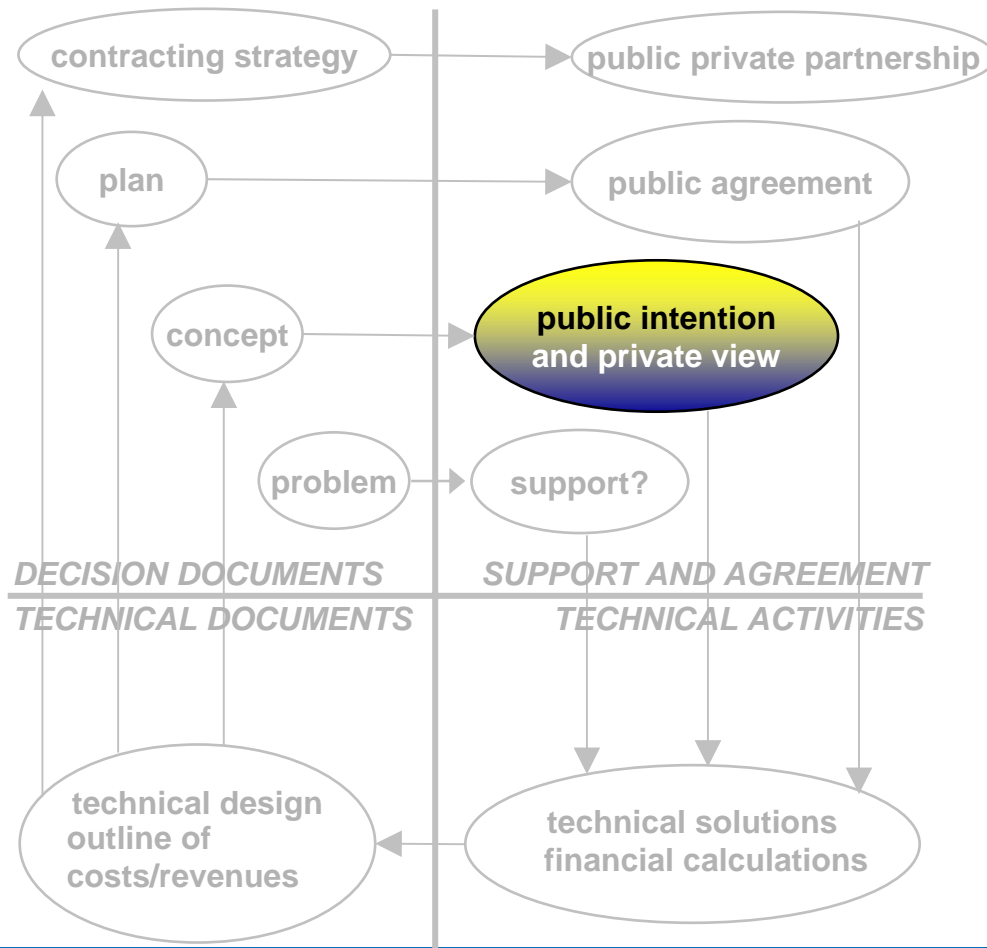 contracting strategy
public private partnership
plan
public agreement
concept
public intention
and private view
problem
support?
DECISION DOCUMENTS
SUPPORT AND AGREEMENT
TECHNICAL DOCUMENTS
TECHNICAL ACTIVITIES
technical design
outline of
costs/revenues
technical solutions
financial calculations